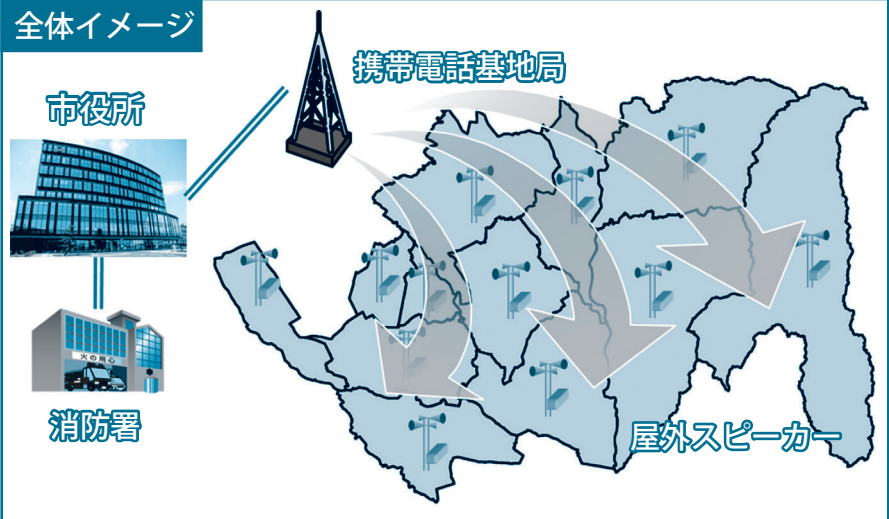 全体イメージ
携帯電話基地局
市役所
火の用心
消防署
屋外スピーカー